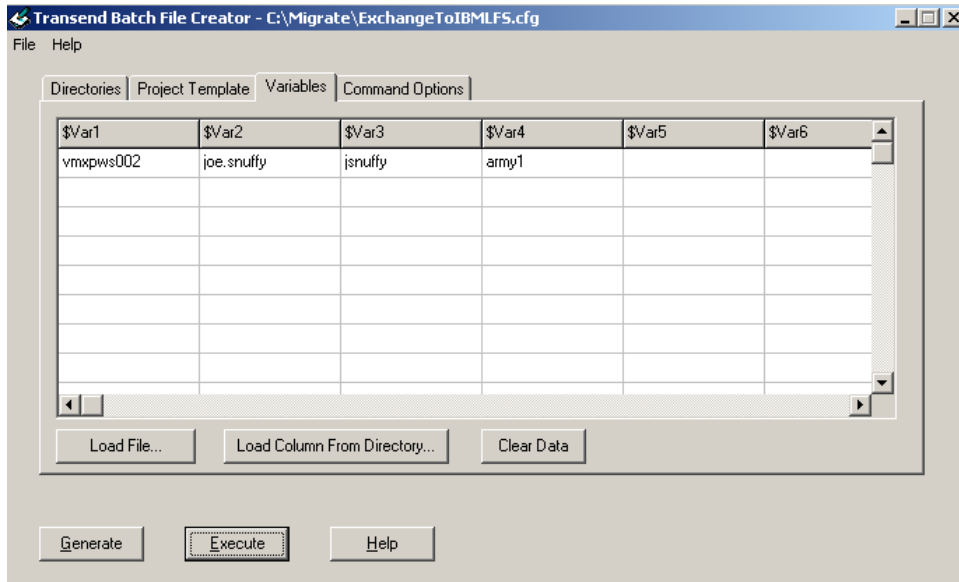 Transend Batch File Creator - C:\Migrate\ExchangeToIBMLFS.cfg
File Help
Directories Project Template Variables Command Options
$Var1 $Var2 $Var3 $Var4 $Var5 $Var6
vmxpws002 joe.snuffy jsnuffy army1
Load File... Load Column From Directory... Clear Data
Generate Execute Help